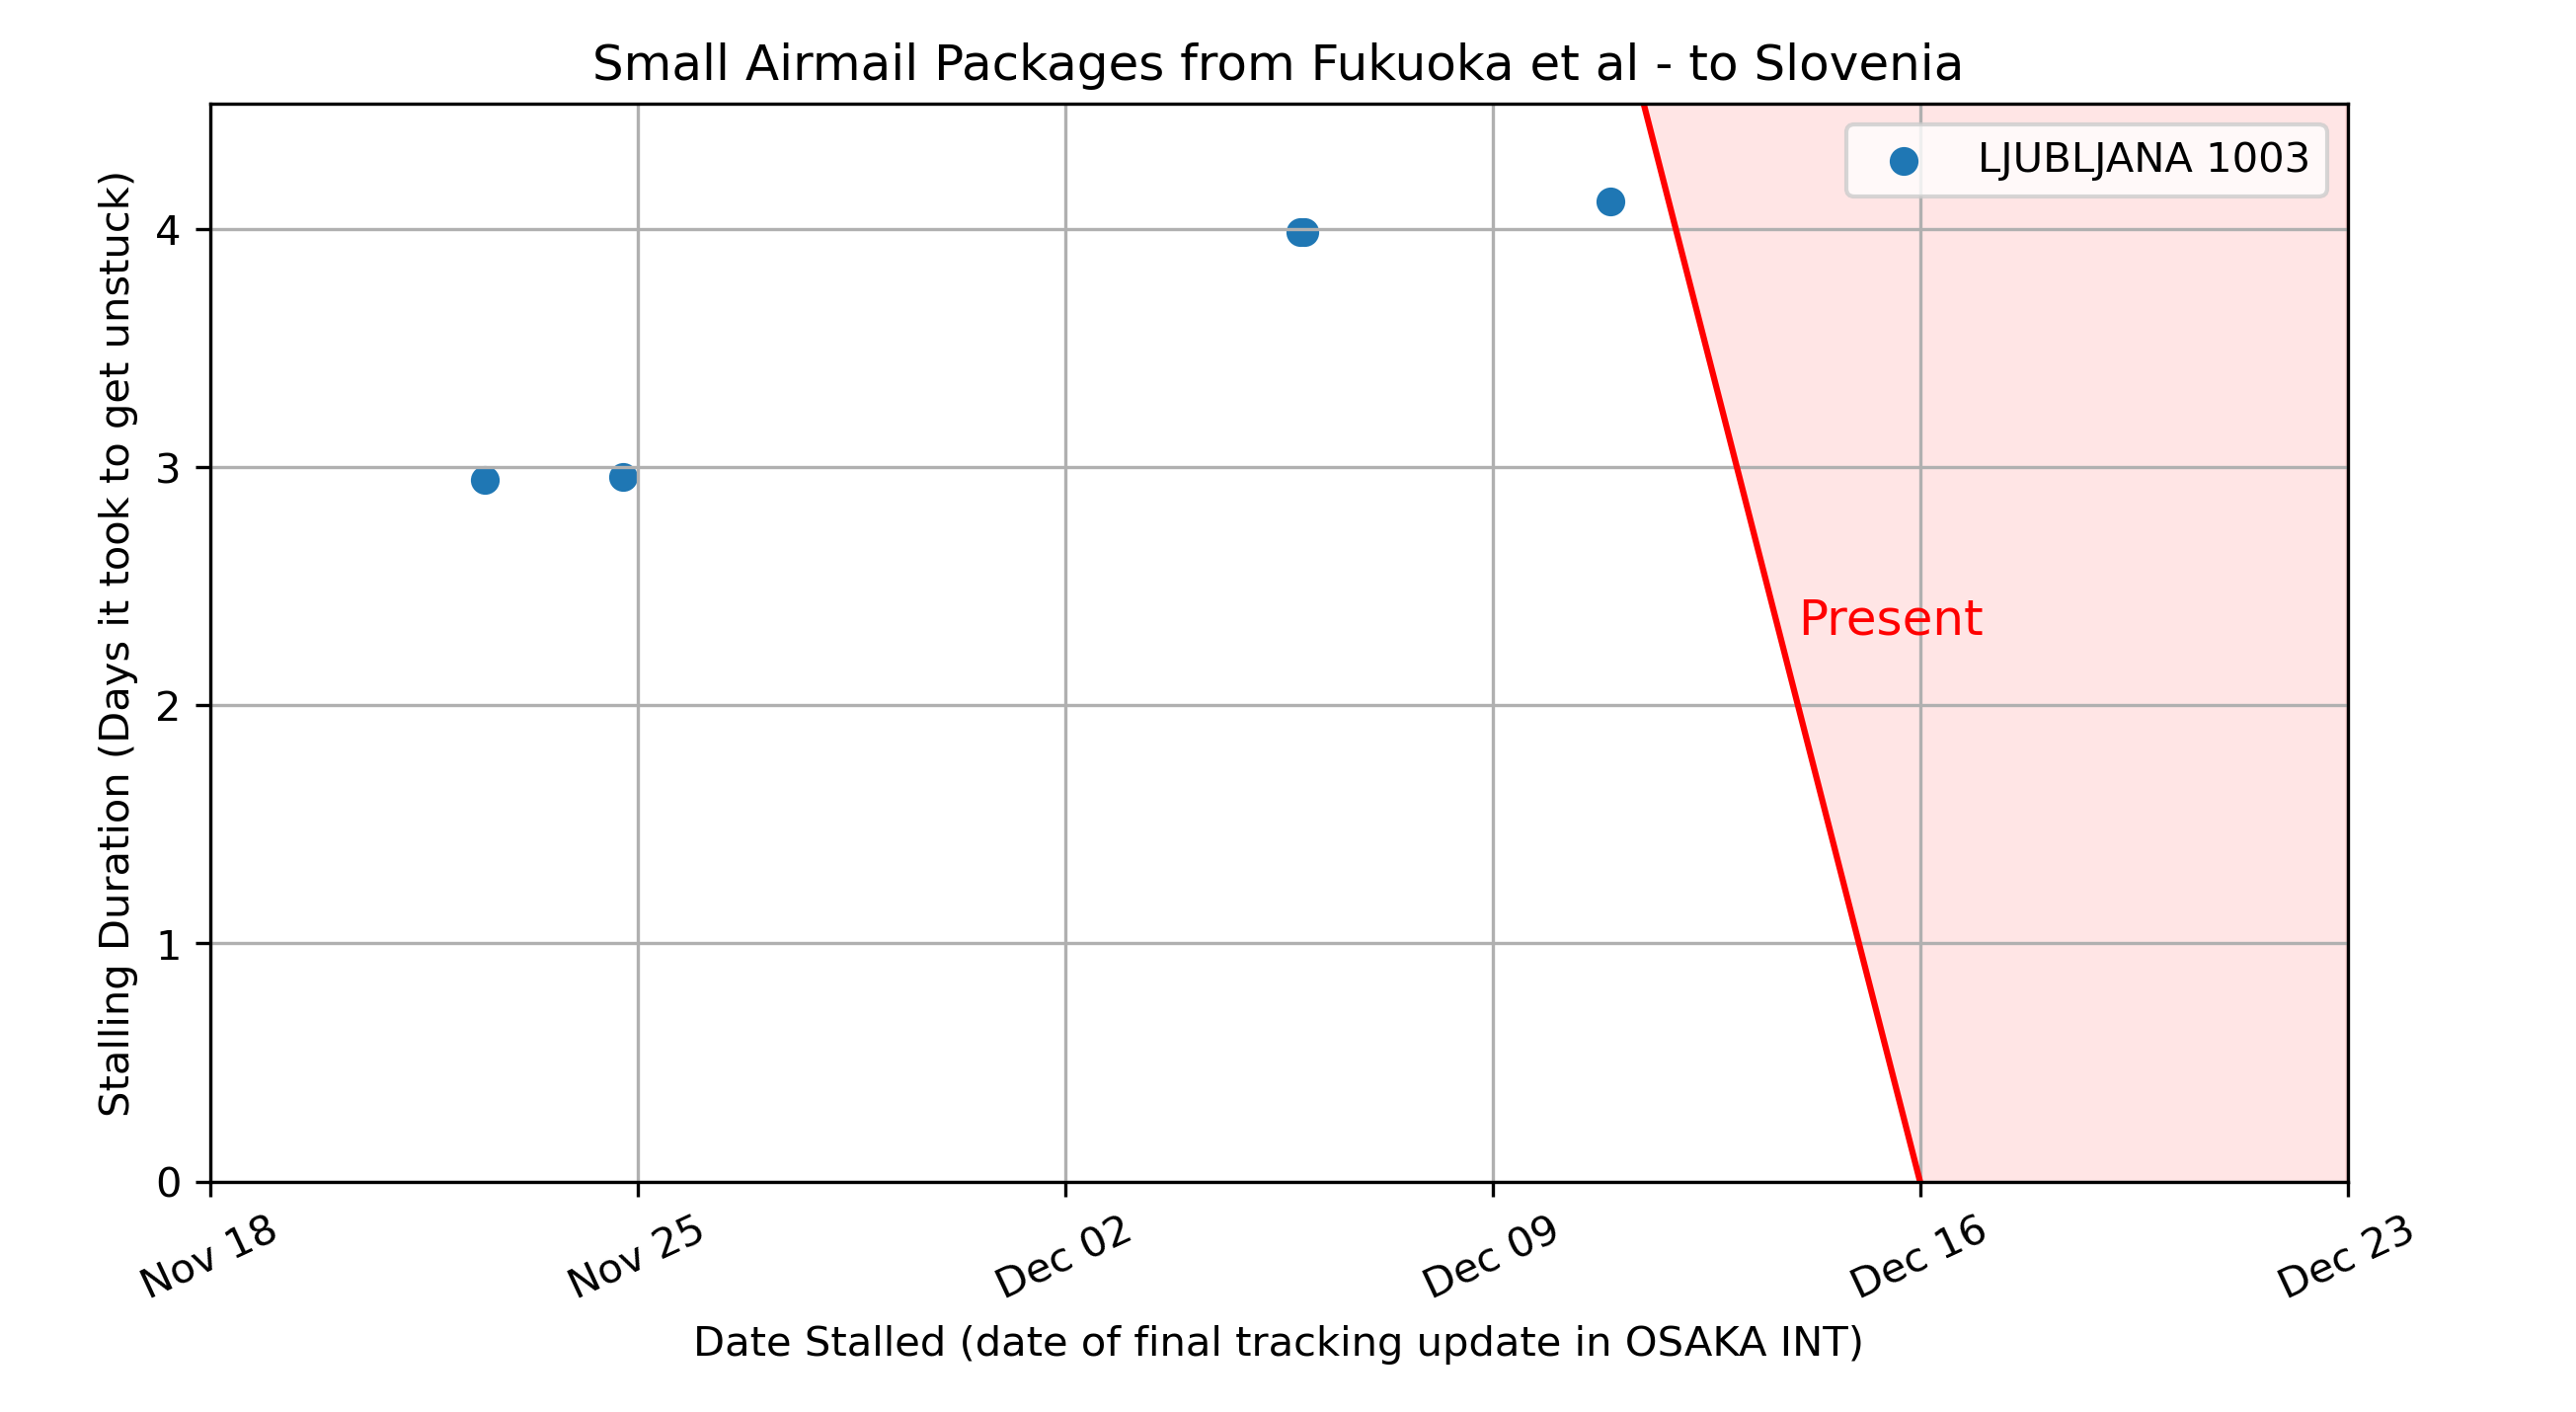 Small Airmail Packages from Fukuoka et al - to Slovenia
LJUBLJANA 1003
Present
Stalling Duration (Days it took to get unstuck)
4
3
2
1
0
Nov 18
Nov 25
Dec 02
Dec 09
Dec 16
Dec 23
Date Stalled (date of final tracking update in OSAKA INT)